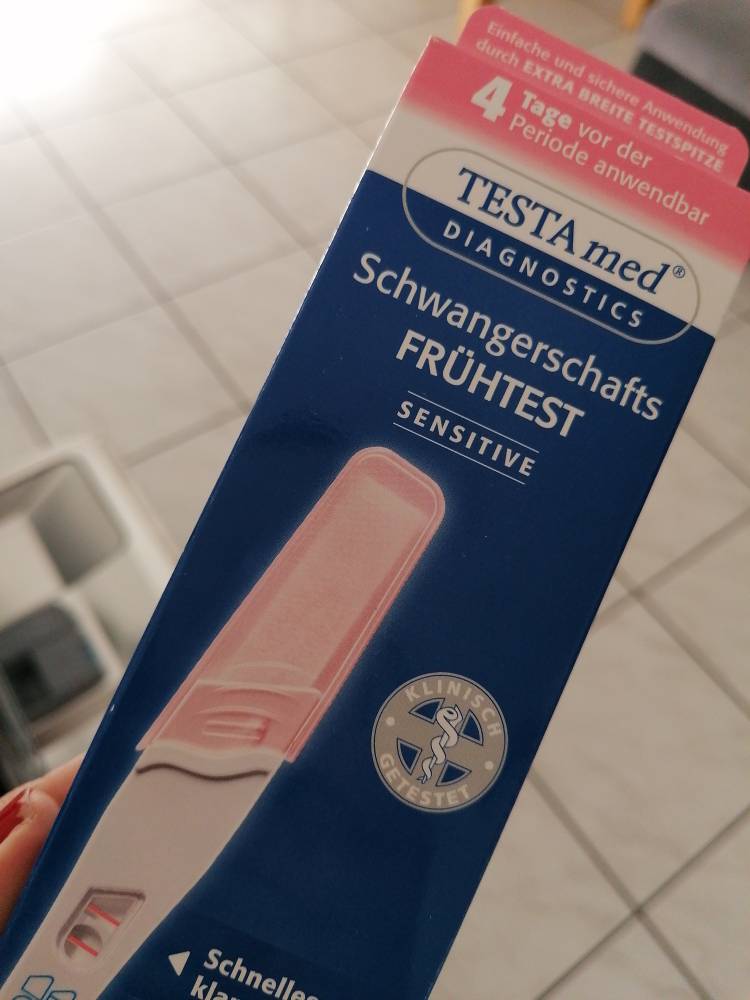 Einfache und sichere Anwendung
durch EXTRA BREITE TESTSPITZE
4 Tage vor der
Periode anwendbar
TESTAmed®
DIAGNOSTICS
Schwangerschafts
FRÜHTEST
SENSITIVE
KLINISCH
GETESTET
Schnelles